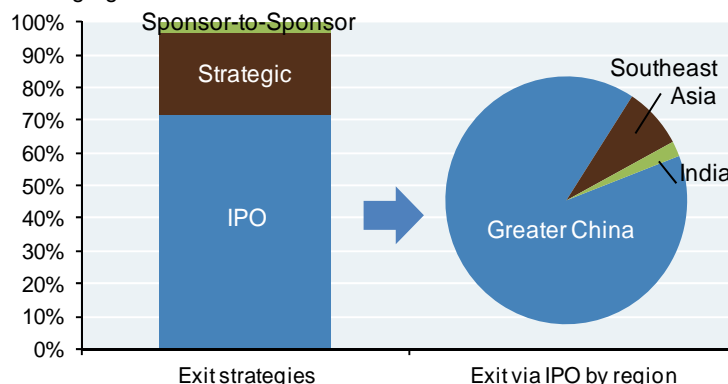 100%
90%
80%
70%
60%
50%
40%
30%
20%
10%
0%
Sponsor-to-Sponsor
Strategic
IPO
Exit strategies
Southeast
Asia
India
Greater China
Exit via IPO by region